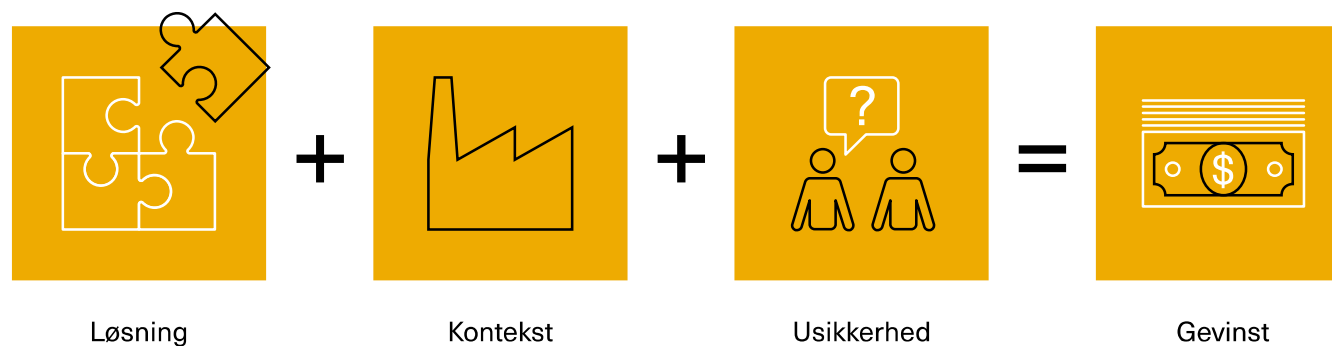 ?
$
+ + =
Løsning Kontekst Usikkerhed Gevinst